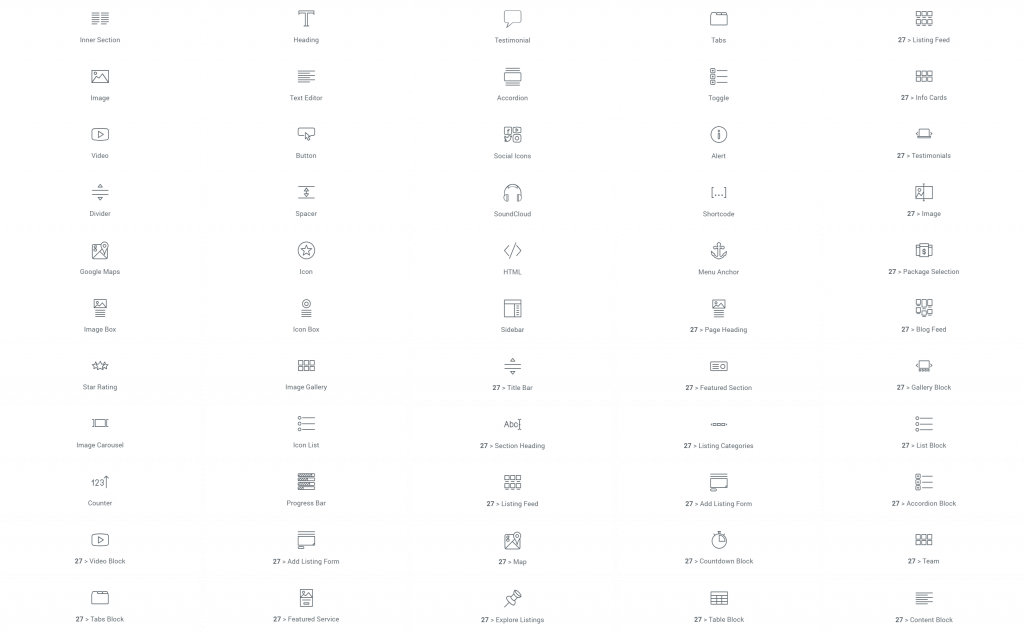 Inner Section
Heading
Testimonial
Tabs
27 > Listing Feed
Image
Text Editor
Accordion
Toggle
27 > Info Cards
Video
Button
Social Icons
Alert
27 > Testimonials
Divider
Spacer
SoundCloud
[...]
Shortcode
27 > Image
Google Maps
Icon
HTML
Menu Anchor
27 > Package Selection
Image Box
Icon Box
Sidebar
27 > Page Heading
27 > Blog Feed
Star Rating
Image Gallery
27 > Title Bar
27 > Featured Section
27 > Gallery Block
Image Carousel
Icon List
Abc
27 > Section Heading
27 > Listing Categories
27 > List Block
123
Counter
Progress Bar
27 > Listing Feed
27 > Add Listing Form
27 > Accordion Block
27 > Video Block
27 > Add Listing Form
27 > Map
27 > Countdown Block
27 > Team
27 > Tabs Block
27 > Featured Service
27 > Explore Listings
27 > Table Block
27 > Content Block